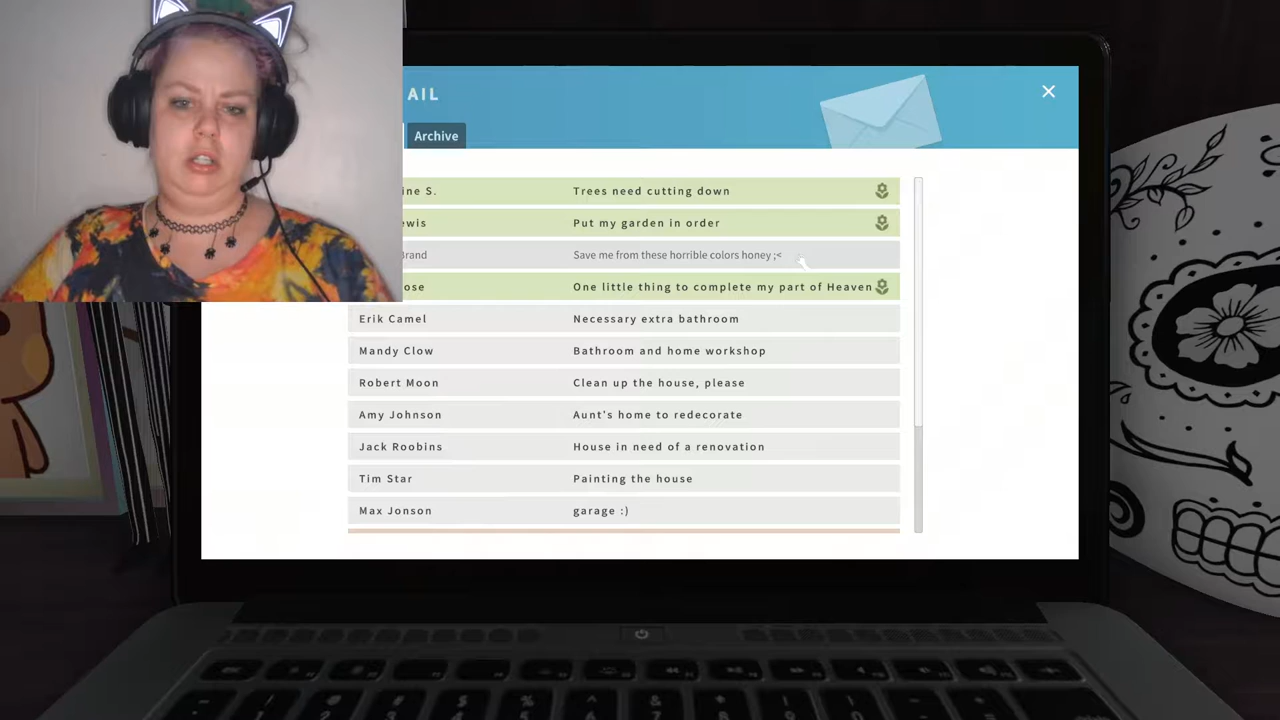 AIL
Archive
ine S. Trees need cutting down
ewis Put my garden in order
Brand Save me from these horrible colors honey ;<
ose One little thing to complete my part of Heaven
Erik Camel Necessary extra bathroom
Mandy Clow Bathroom and home workshop
Robert Moon Clean up the house, please
Amy Johnson Aunt's home to redecorate
Jack Roobins House in need of a renovation
Tim Star Painting the house
Max Jonson garage :)